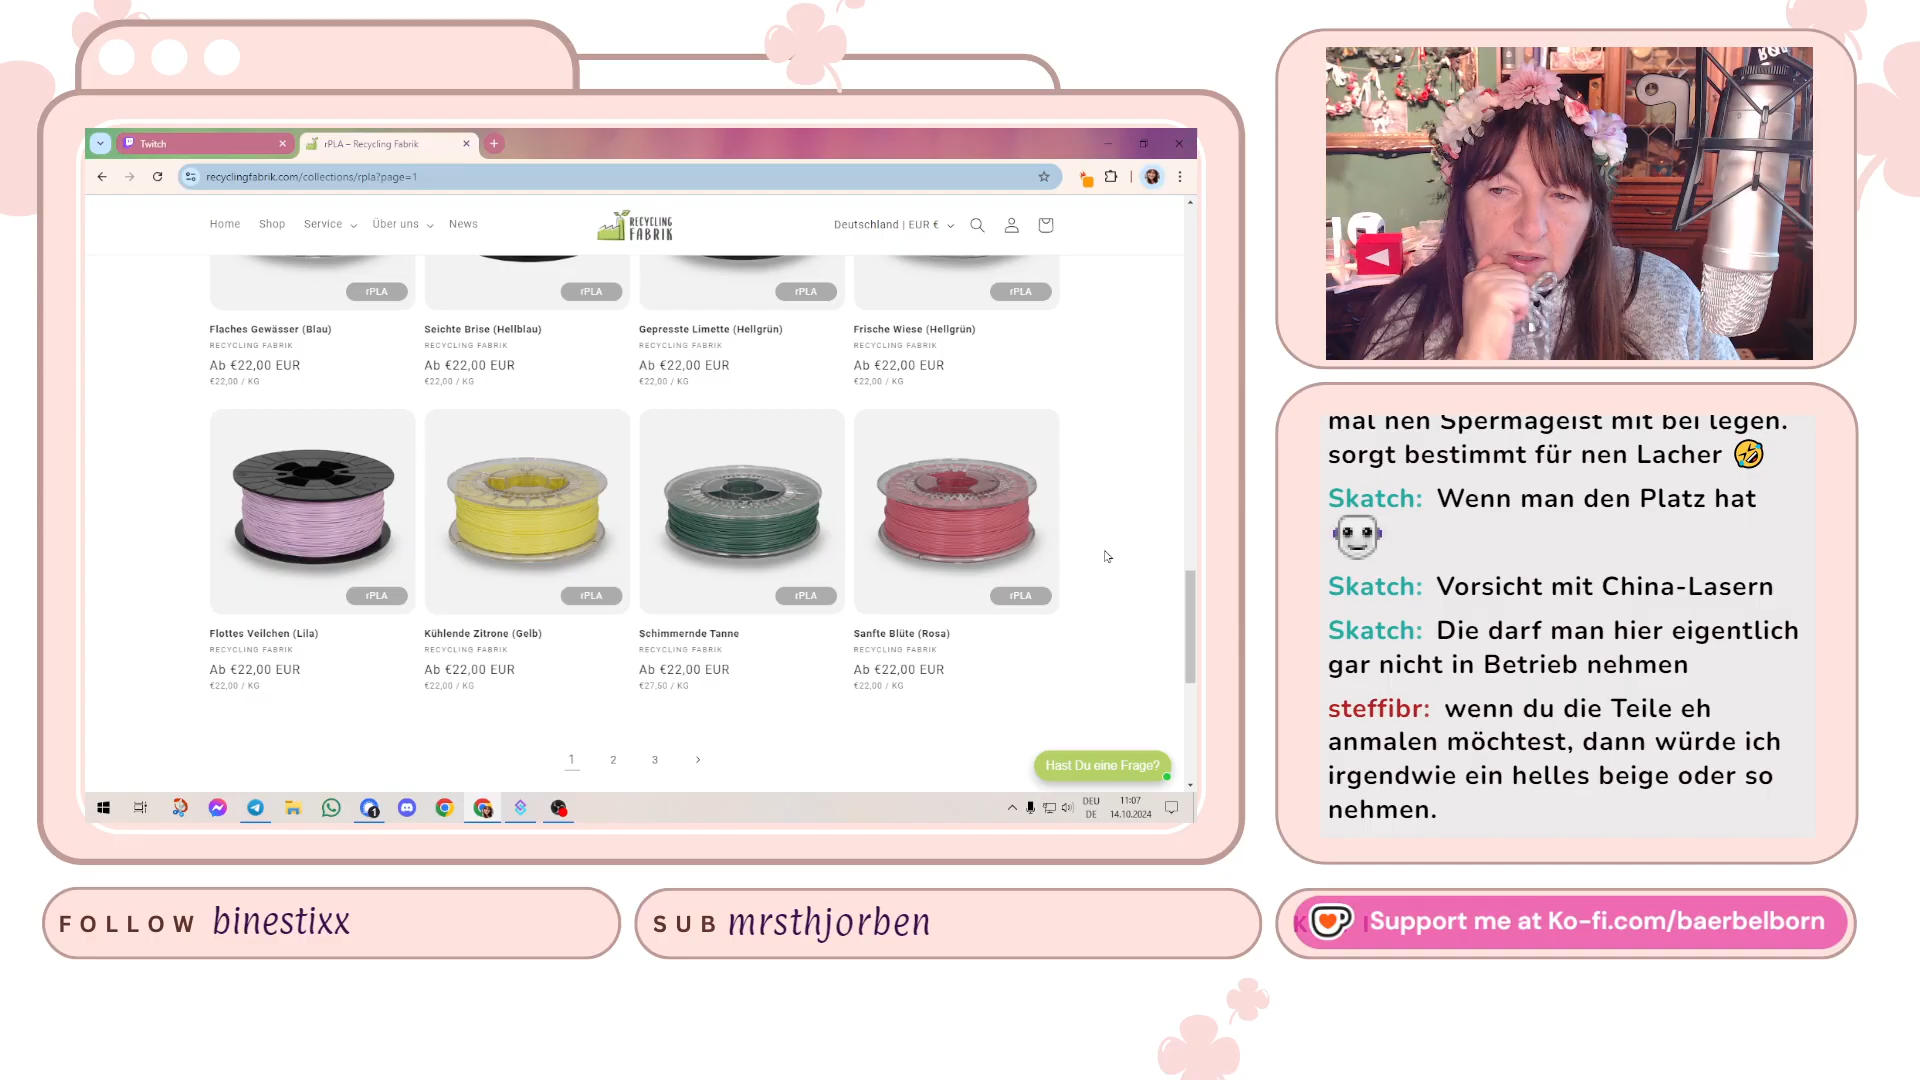 Twitch
rPLA – Recycling Fabrik
recyclingfabrik.com/collections/rpla?page=1
Home
Shop
Service
Über uns
News
RECYCLING
FABRIK
Deutschland | EUR €
rPLA
rPLA
rPLA
rPLA
Flaches Gewässer (Blau)
RECYCLING FABRIK
Ab €22,00 EUR
€22,00 / KG
Seichte Brise (Hellblau)
RECYCLING FABRIK
Ab €22,00 EUR
€22,00 / KG
Gepresste Limette (Hellgrün)
RECYCLING FABRIK
Ab €22,00 EUR
€22,00 / KG
Frische Wiese (Hellgrün)
RECYCLING FABRIK
Ab €22,00 EUR
€22,00 / KG
rPLA
rPLA
rPLA
rPLA
Flottes Veilchen (Lila)
RECYCLING FABRIK
Ab €22,00 EUR
€22,00 / KG
Kühlende Zitrone (Gelb)
RECYCLING FABRIK
Ab €22,00 EUR
€22,00 / KG
Schimmernde Tanne
RECYCLING FABRIK
Ab €22,00 EUR
€27,50 / KG
Sanfte Blüte (Rosa)
RECYCLING FABRIK
Ab €22,00 EUR
€22,00 / KG
1
2
3
Hast Du eine Frage?
DEU
DE
11:07
14.10.2024
mal nen Spermageist mit bei legen.
sorgt bestimmt für nen Lacher 🤣
Skatch: Wenn man den Platz hat
Skatch: Vorsicht mit China-Lasern
Skatch: Die darf man hier eigentlich
gar nicht in Betrieb nehmen
steffibr: wenn du die Teile eh
anmalen möchtest, dann würde ich
irgendwie ein helles beige oder so
nehmen.
FOLLOW binestixx
SUB mrsthjorben
Support me at Ko-fi.com/baerbelborn